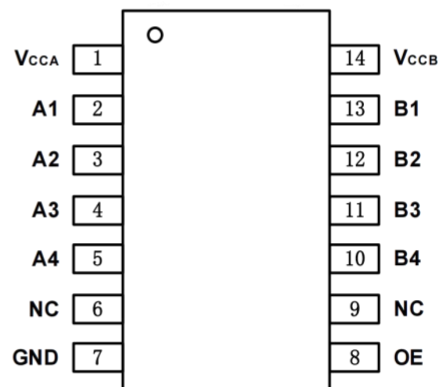 VCCA 1 14 VCCB
A1 2 13 B1
A2 3 12 B2
A3 4 11 B3
A4 5 10 B4
NC 6 9 NC
GND 7 8 OE